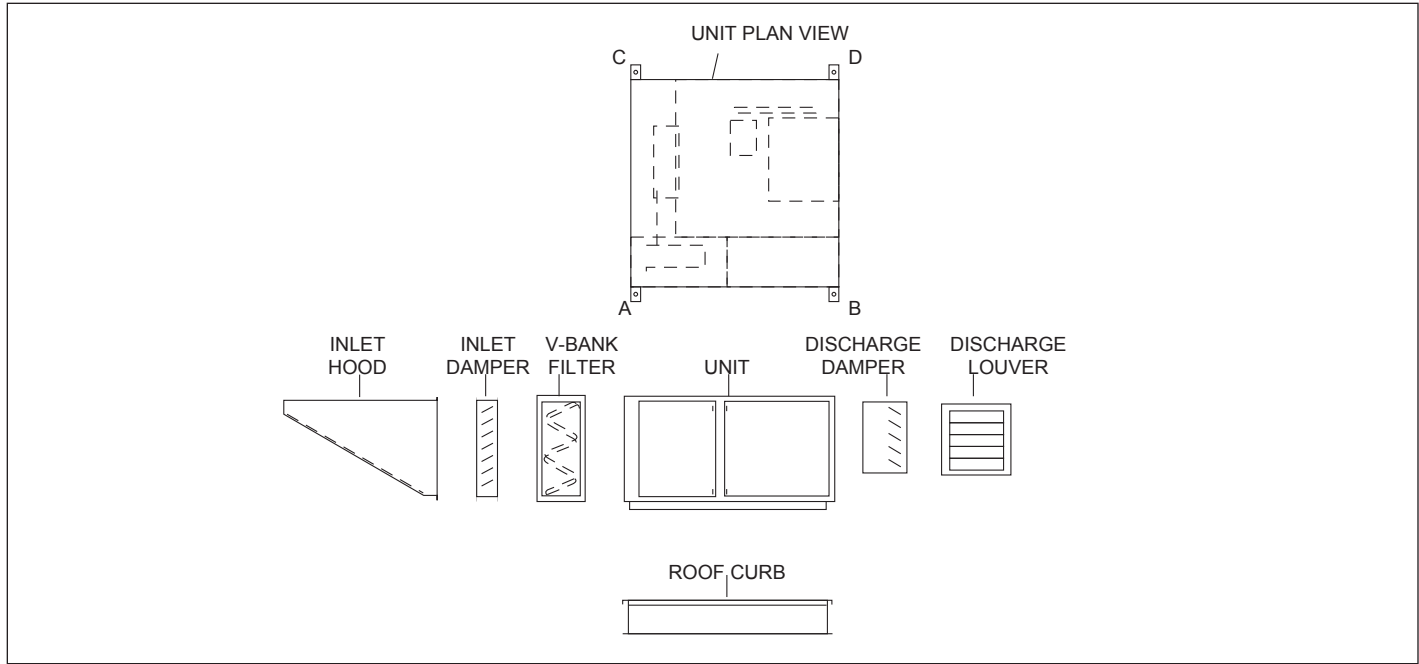 UNIT PLAN VIEW
C
D
A
B
INLET
HOOD
INLET
DAMPER
V-BANK
FILTER
UNIT
DISCHARGE
DAMPER
DISCHARGE
LOUVER
ROOF CURB